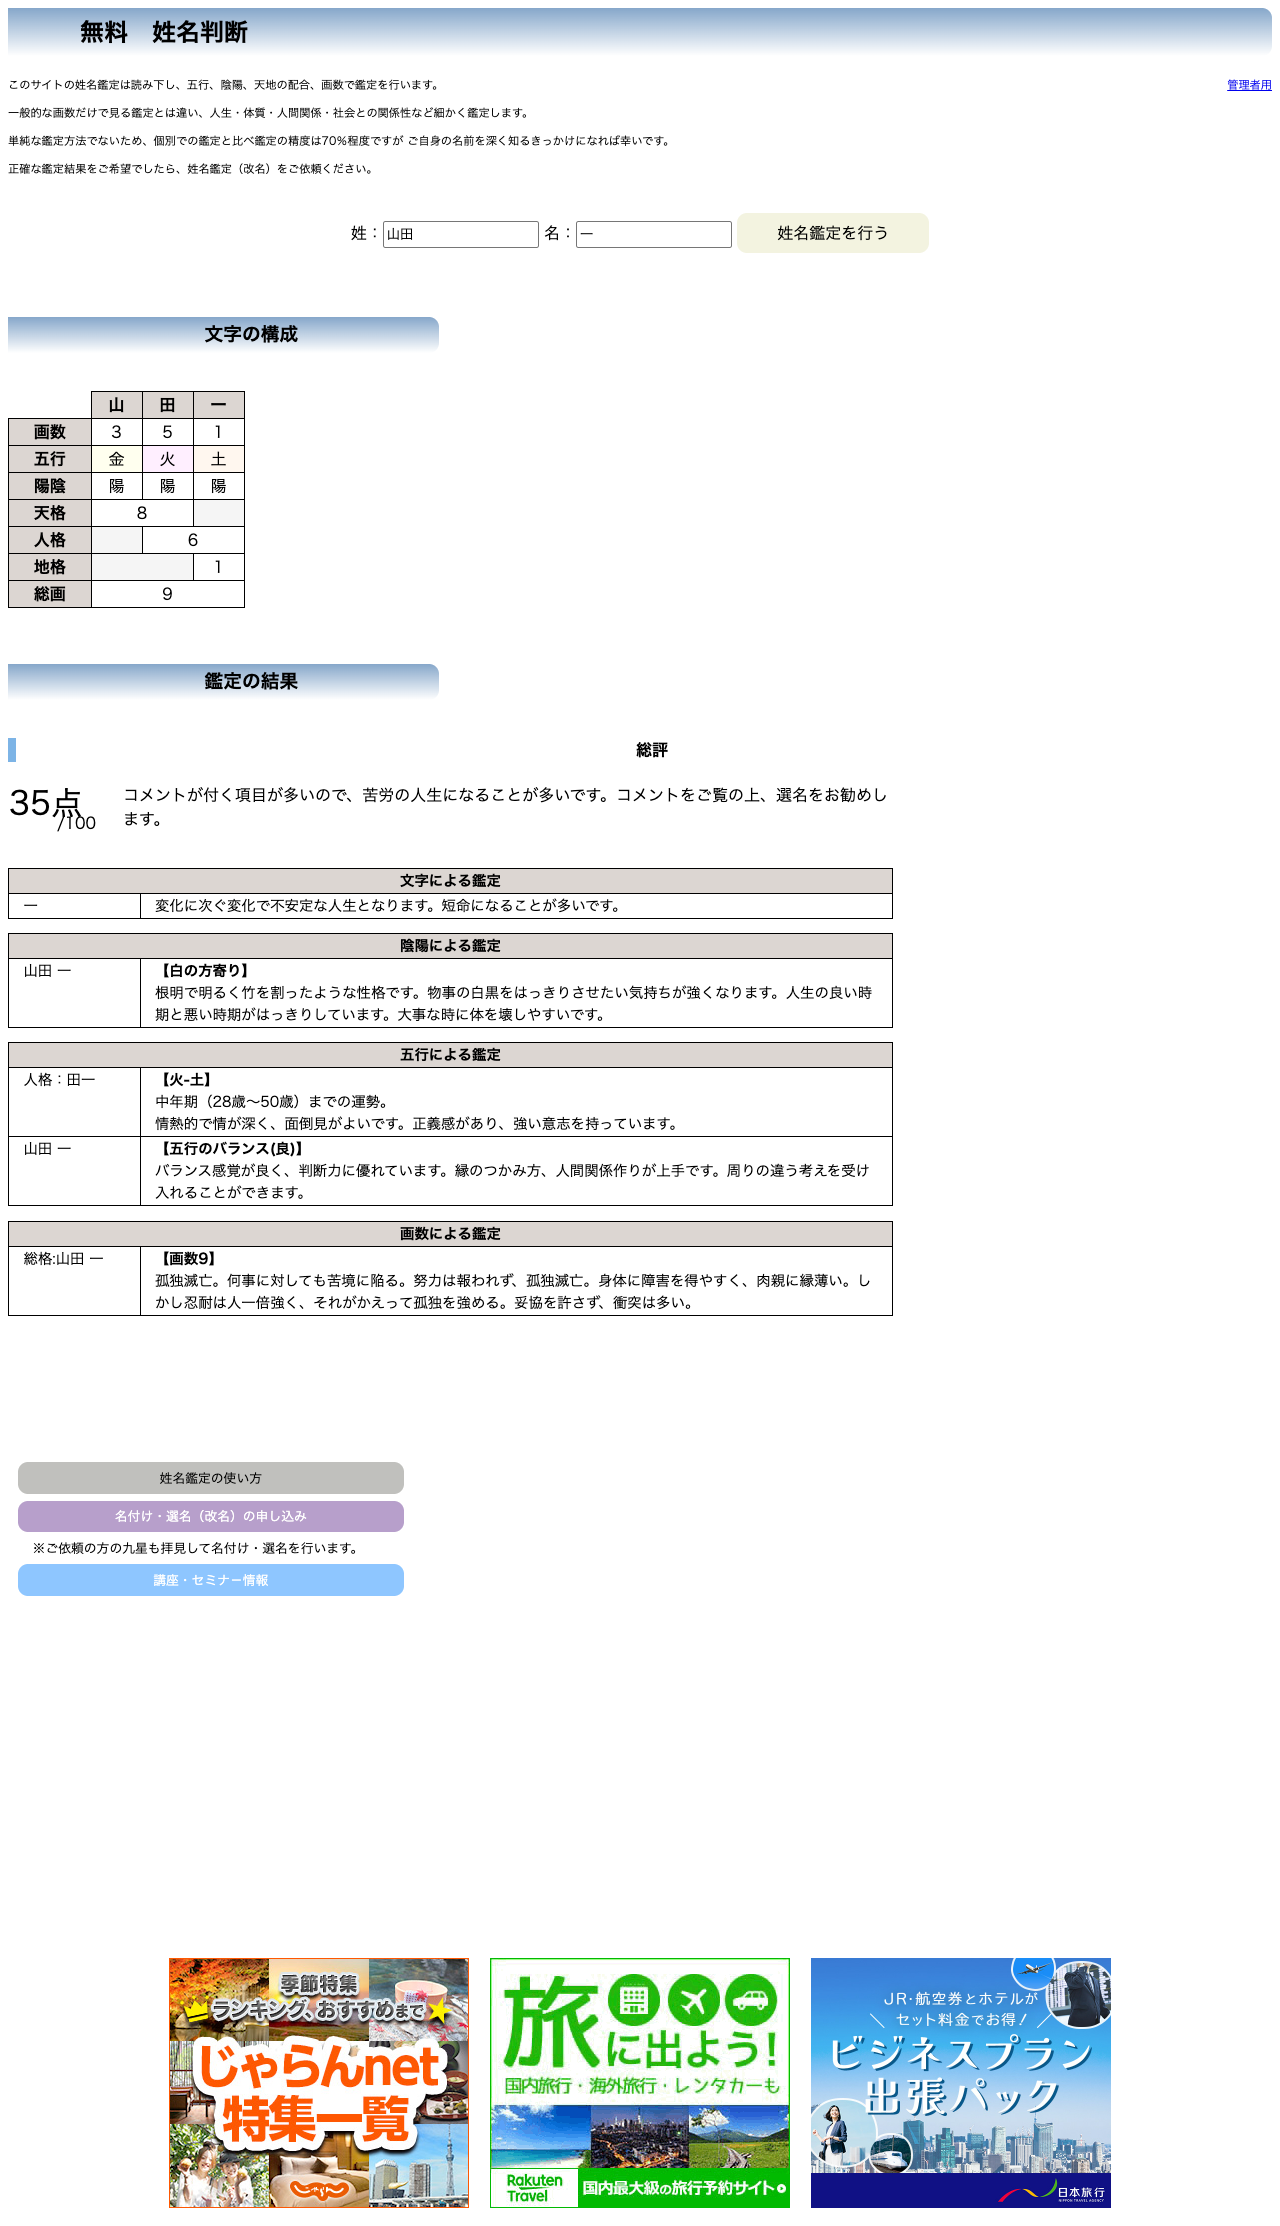 無料　姓名判断
このサイトの姓名鑑定は読み下し、五行、陰陽、天地の配合、画数で鑑定を行います。
管理者用
一般的な画数だけで見る鑑定とは違い、人生・体質・人間関係・社会との関係性など細かく鑑定します。
単純な鑑定方法でないため、個別での鑑定と比べ鑑定の精度は70%程度ですが ご自身の名前を深く知るきっかけになれば幸いです。
正確な鑑定結果をご希望でしたら、姓名鑑定（改名）をご依頼ください。
姓：山田 名：一 姓名鑑定を行う
文字の構成
山 田 一
画数 3 5 1
五行 金 火 土
陽陰 陽 陽 陽
天格 8
人格 6
地格 1
総画 9
鑑定の結果
総評
35点/100
コメントが付く項目が多いので、苦労の人生になることが多いです。コメントをご覧の上、選名をお勧めし
ます。
文字による鑑定
一 変化に次ぐ変化で不安定な人生となります。短命になることが多いです。
陰陽による鑑定
山田 一 【白の方寄り】
根明で明るく竹を割ったような性格です。物事の白黒をはっきりさせたい気持ちが強くなります。人生の良い時
期と悪い時期がはっきりしています。大事な時に体を壊しやすいです。
五行による鑑定
人格：田一 【火-土】
中年期（28歳〜50歳）までの運勢。
情熱的で情が深く、面倒見がよいです。正義感があり、強い意志を持っています。
山田 一 【五行のバランス(良)】
バランス感覚が良く、判断力に優れています。縁のつかみ方、人間関係作りが上手です。周りの違う考えを受け
入れることができます。
画数による鑑定
総格:山田 一 【画数9】
孤独滅亡。何事に対しても苦境に陥る。努力は報われず、孤独滅亡。身体に障害を得やすく、肉親に縁薄い。し
かし忍耐は人一倍強く、それがかえって孤独を強める。妥協を許さず、衝突は多い。
姓名鑑定の使い方
名付け・選名（改名）の申し込み
※ご依頼の方の九星も拝見して名付け・選名を行います。
講座・セミナー情報
季節特集
ランキング、おすすめまで
じゃらんnet
特集一覧
じゃらん
旅に出よう!
国内旅行・海外旅行・レンタカーも
Rakuten
Travel
国内最大級の旅行予約サイト
JR・航空券とホテルが
＼ セット料金でお得! ／
ビジネスプラン
出張パック
日本旅行
NIPPON TRAVEL AGENCY